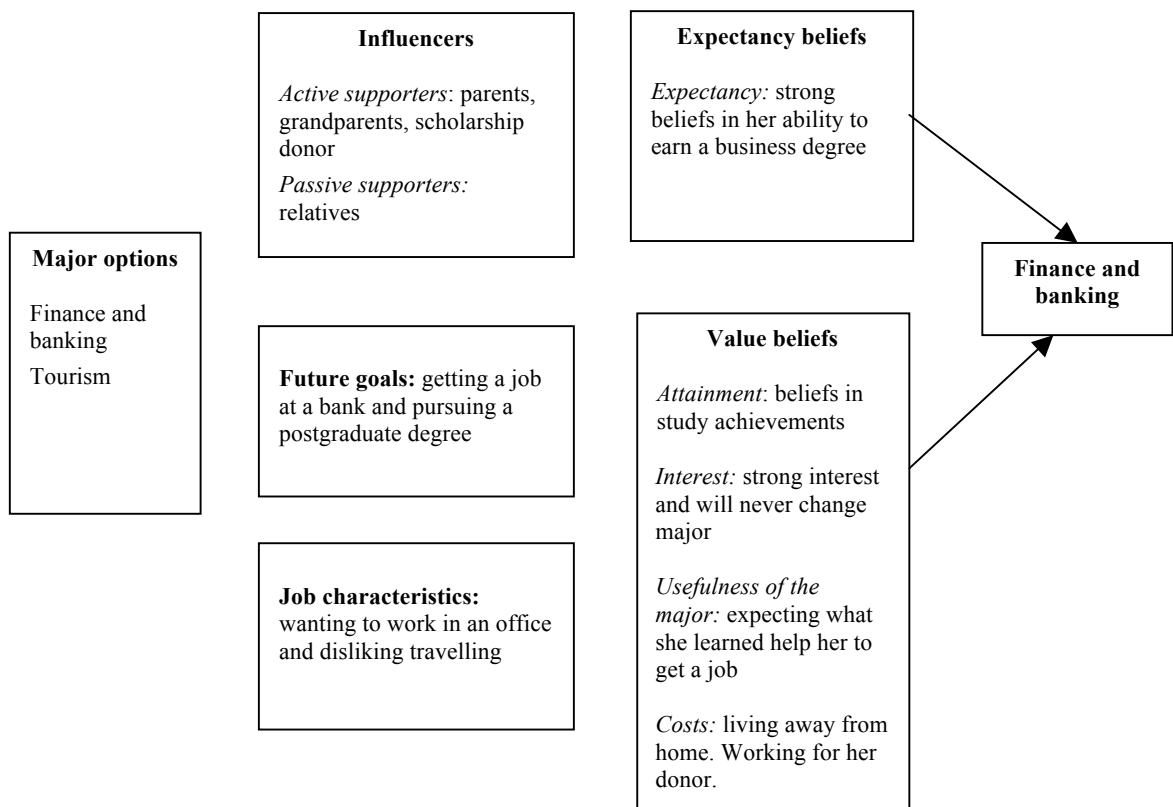 Major options
Finance and
banking
Tourism
Influencers
Active supporters: parents,
grandparents, scholarship
donor
Passive supporters:
relatives
Future goals: getting a job
at a bank and pursuing a
postgraduate degree
Job characteristics:
wanting to work in an office
and disliking travelling
Expectancy beliefs
Expectancy: strong
beliefs in her ability to
earn a business degree
Value beliefs
Attainment: beliefs in
study achievements
Interest: strong interest
and will never change
major
Usefulness of the
major: expecting what
she learned help her to
get a job
Costs: living away from
home. Working for her
donor.
Finance and
banking